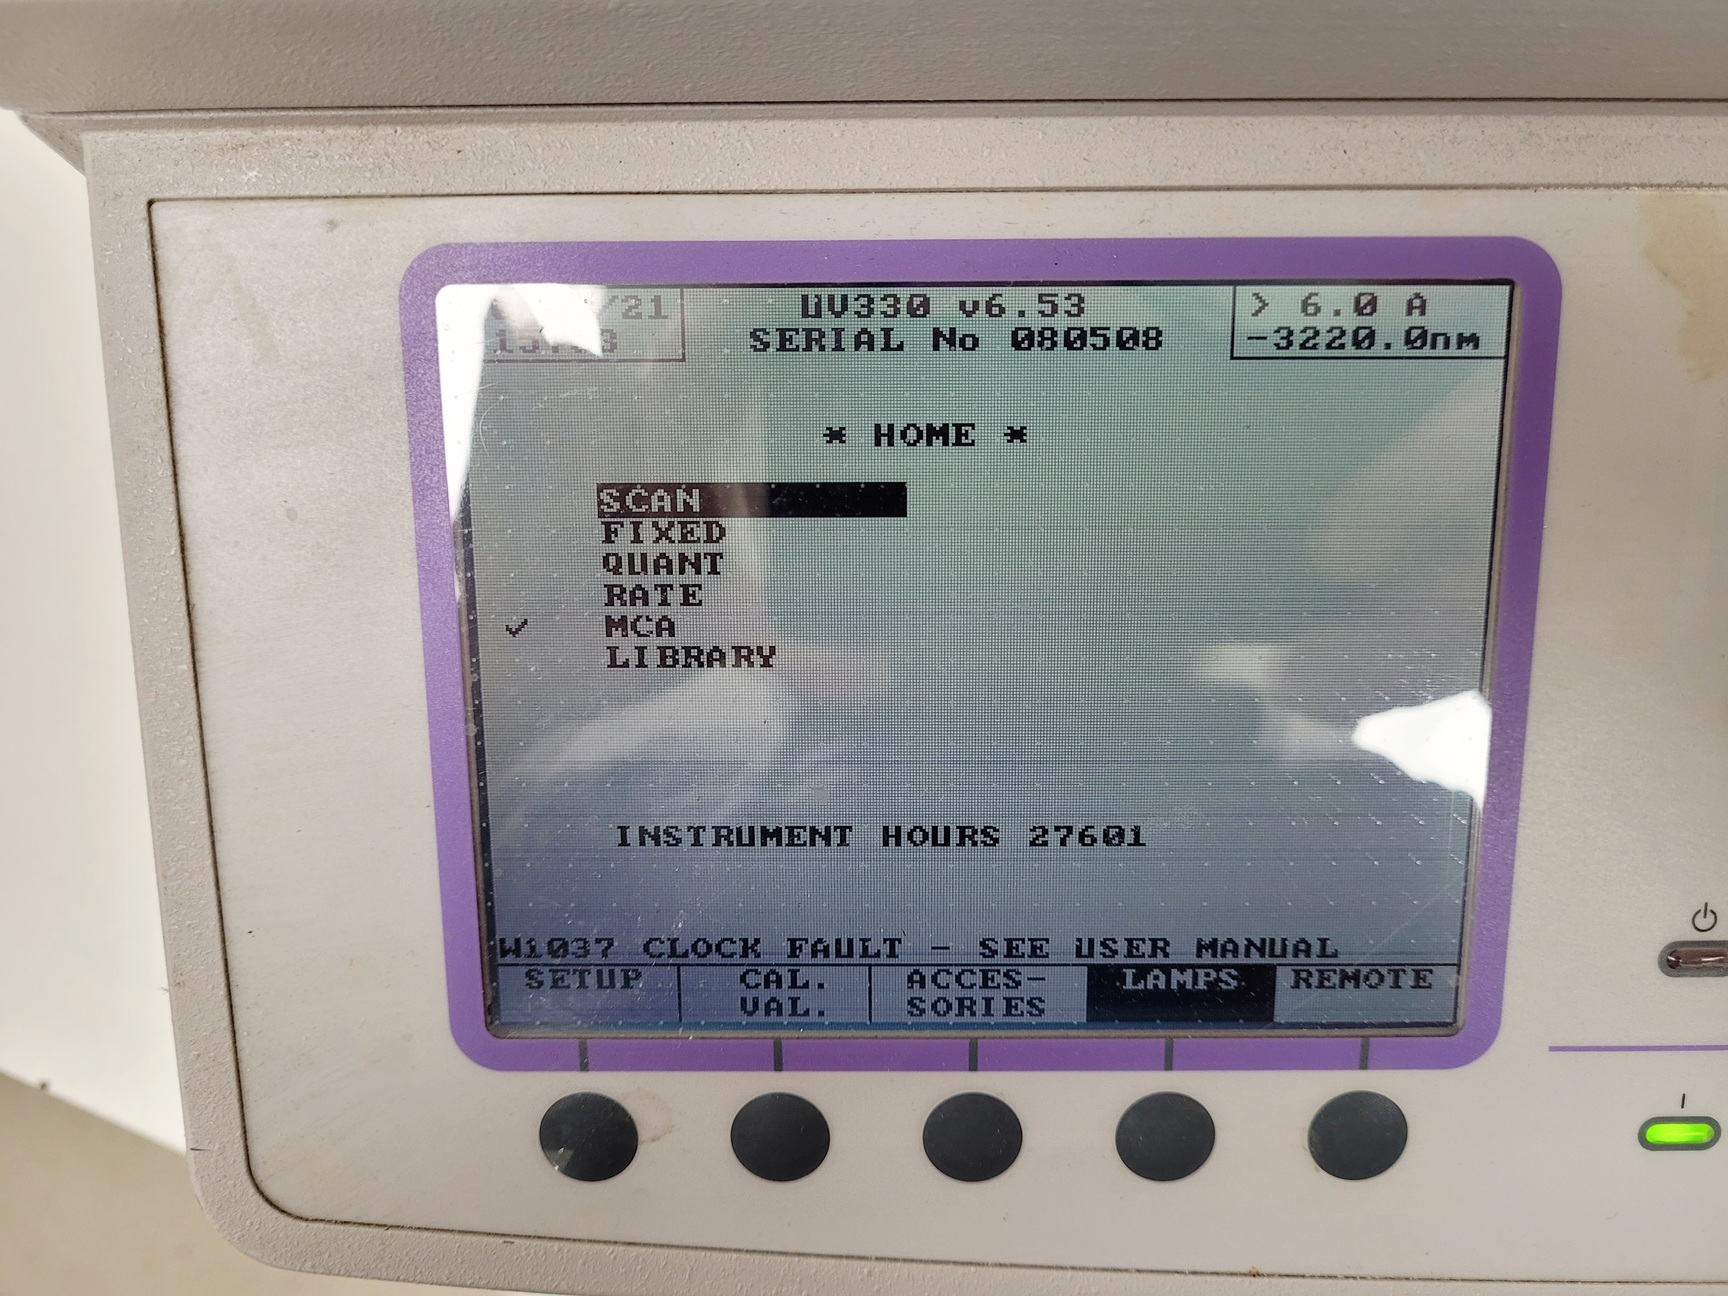 /21
UV330 v6.53
SERIAL No 080508
> 6.0 A
-3220.0nm
* HOME *
SCAN
FIXED
QUANT
RATE
✓ MCA
LIBRARY
INSTRUMENT HOURS 27601
W1037 CLOCK FAULT - SEE USER MANUAL
SETUP
CAL.
VAL.
ACCES-
SORIES
LAMPS
REMOTE